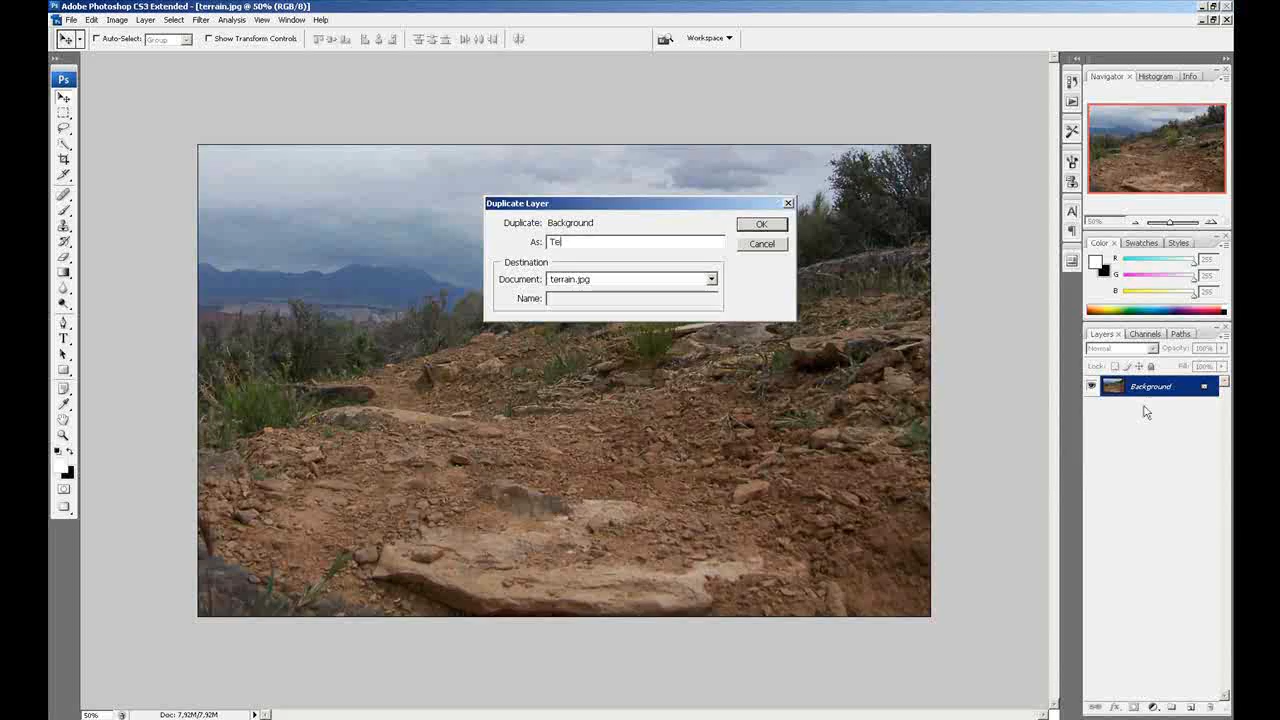 Adobe Photoshop CS3 Extended - [terrain.jpg @ 50% (RGB/8)]
File Edit Image Layer Select Filter Analysis View Window Help
Auto-Select: Group Show Transform Controls Workspace
Ps
Navigator x Histogram Info
50%
Color x Swatches Styles
R 255
G 255
B 255
Layers x Channels Paths
Normal Opacity: 100%
Lock: Fill: 100%
Background
Duplicate Layer
Duplicate: Background
As: Te
OK
Cancel
Destination
Document: terrain.jpg
Name:
50% Doc: 7,92M/7,92M